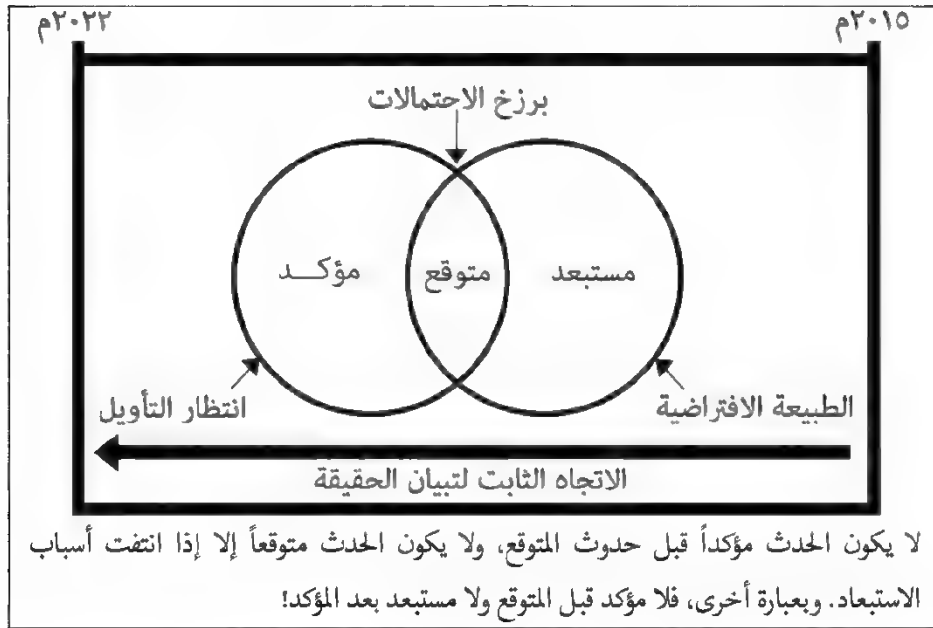 ٢٠١٥م
٢٠٢٢م
برزخ الاحتمالات
مستبعد
متوقع
مؤكــد
الطبيعة الافتراضية
انتظار التأويل
الاتجاه الثابت لتبيان الحقيقة
لا يكون الحدث مؤكداً قبل حدوث المتوقع، ولا يكون الحدث متوقعاً إلا إذا انتفت أسباب
الاستبعاد. وبعبارة أخرى، فلا مؤكد قبل المتوقع ولا مستبعد بعد المؤكد!